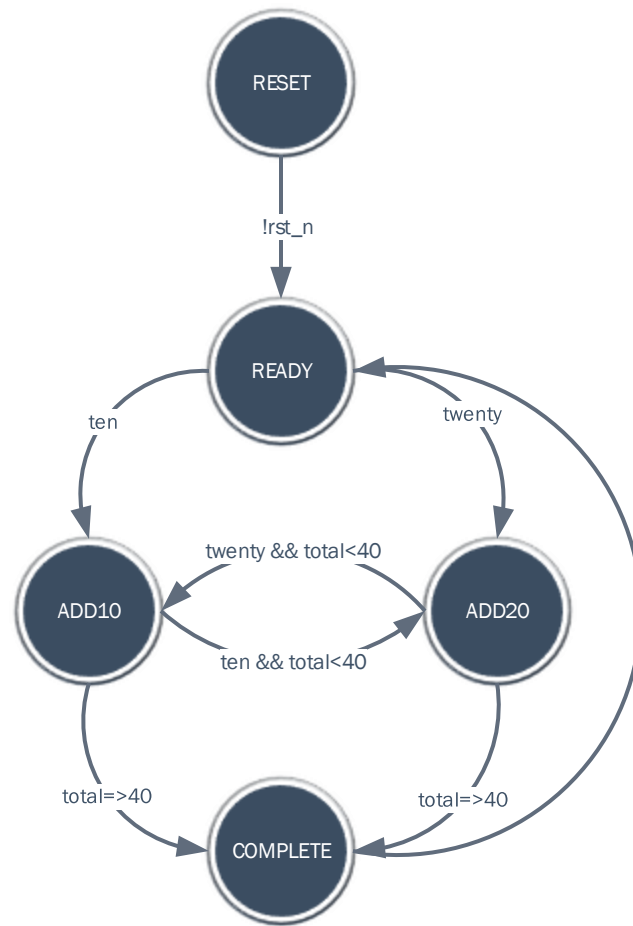 RESET
!rst_n
READY
ten
twenty
twenty && total<40
ADD10
ADD20
ten && total<40
total=>40
total=>40
COMPLETE